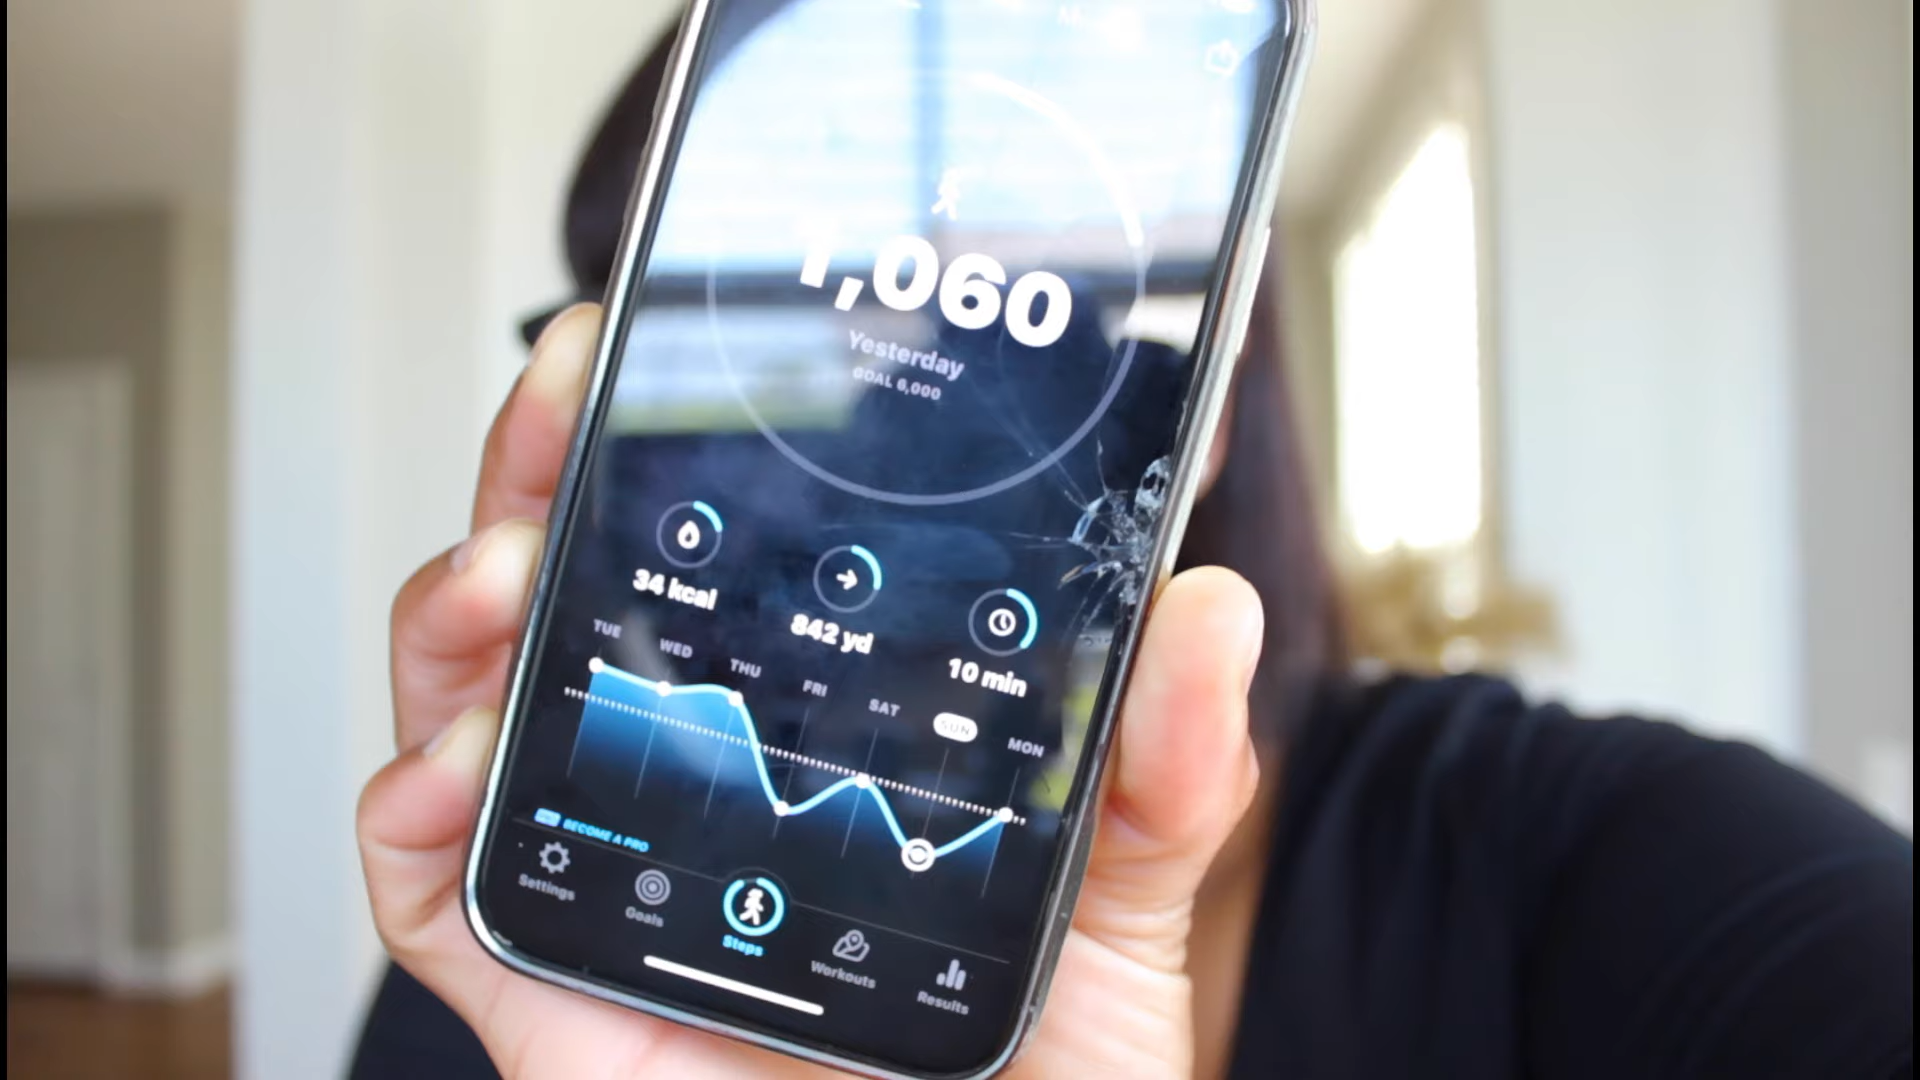 1,060
Yesterday
GOAL 6,000
34 kcal
842 yd
10 min
TUE
WED
THU
FRI
SAT
SUN
MON
BECOME A PRO
Settings
Goals
Steps
Workouts
Results